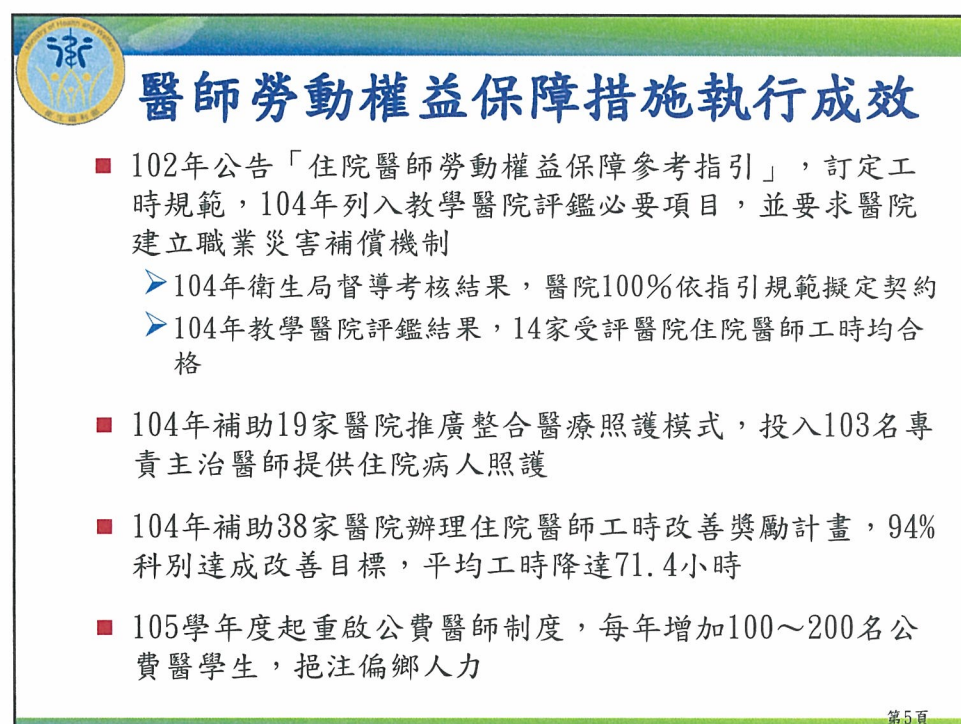 Ministry of Health and Welfare
衛生福利部
醫師勞動權益保障措施執行成效
■ 102年公告「住院醫師勞動權益保障參考指引」，訂定工
時規範，104年列入教學醫院評鑑必要項目，並要求醫院
建立職業災害補償機制
➤104年衛生局督導考核結果，醫院100%依指引規範擬定契約
➤104年教學醫院評鑑結果，14家受評醫院住院醫師工時均合
格
■ 104年補助19家醫院推廣整合醫療照護模式，投入103名專
責主治醫師提供住院病人照護
■ 104年補助38家醫院辦理住院醫師工時改善獎勵計畫，94%
科別達成改善目標，平均工時降達71.4小時
■ 105學年度起重啟公費醫師制度，每年增加100～200名公
費醫學生，挹注偏鄉人力
第5頁